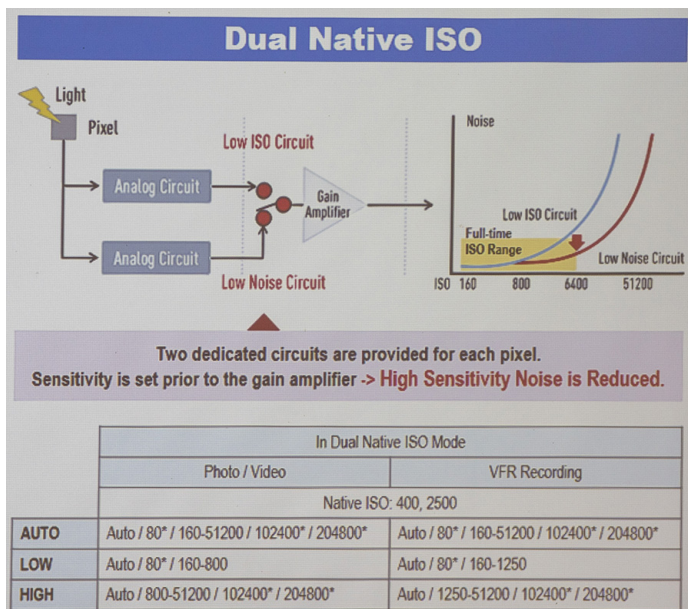 Dual Native ISO
Light
Pixel
Low ISO Circuit
Analog Circuit
Gain
Amplifier
Analog Circuit
Low Noise Circuit
Noise
Low ISO Circuit
Full-time
ISO Range
Low Noise Circuit
ISO 160 800 6400 51200
Two dedicated circuits are provided for each pixel.
Sensitivity is set prior to the gain amplifier -> High Sensitivity Noise is Reduced.
In Dual Native ISO Mode
Photo / Video VFR Recording
Native ISO: 400, 2500
AUTO Auto / 80* / 160-51200 / 102400* / 204800* Auto / 80* / 160-51200 / 102400* / 204800*
LOW Auto / 80* / 160-800 Auto / 80* / 160-1250
HIGH Auto / 800-51200 / 102400* / 204800* Auto / 1250-51200 / 102400* / 204800*